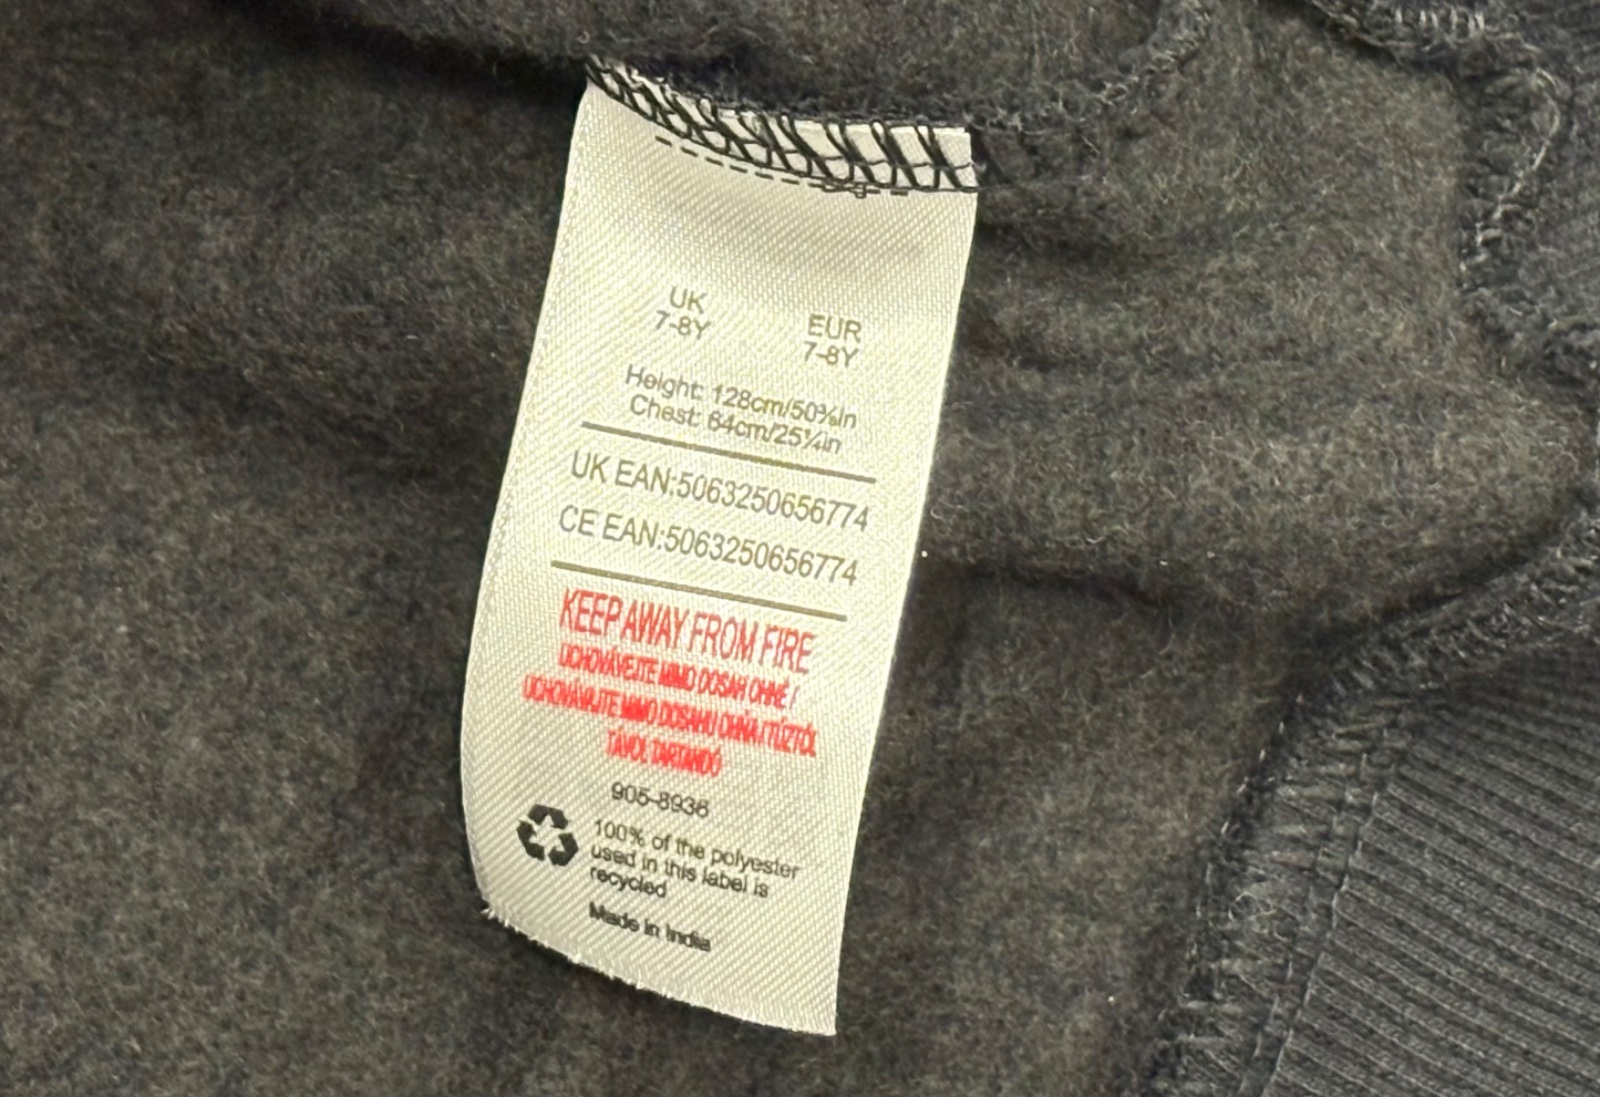 UK
7-8Y
EUR
7-8Y
Height: 128cm/50⅜in
Chest: 64cm/25¼in
UK EAN:5063250656774
CE EAN:5063250656774
KEEP AWAY FROM FIRE
UCHOVÁVEJTE MIMO DOSAH OHNĚ /
UCHOVÁVAJTE MIMO DOSAHU OHŇA / TŰZTŐL
TÁVOL TARTANDÓ
905-8936
100% of the polyester
used in this label is
recycled
Made in India